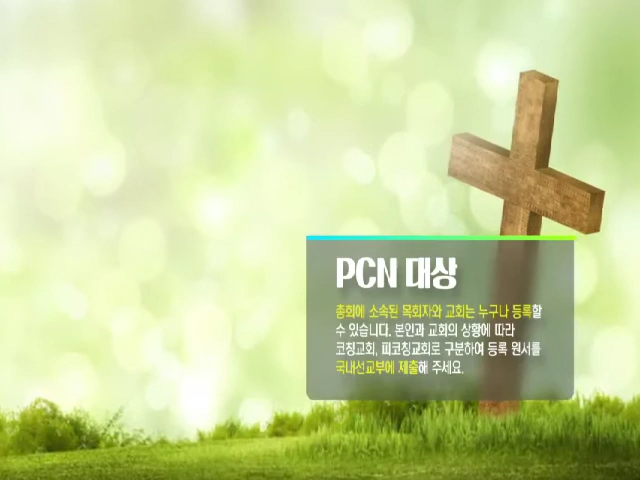 PCN 대상
총회에 소속된 목회자와 교회는 누구나 등록할
수 있습니다. 본인과 교회의 상황에 따라
코칭교회, 피코칭교회로 구분하여 등록 원서를
국내선교부에 제출해 주세요.